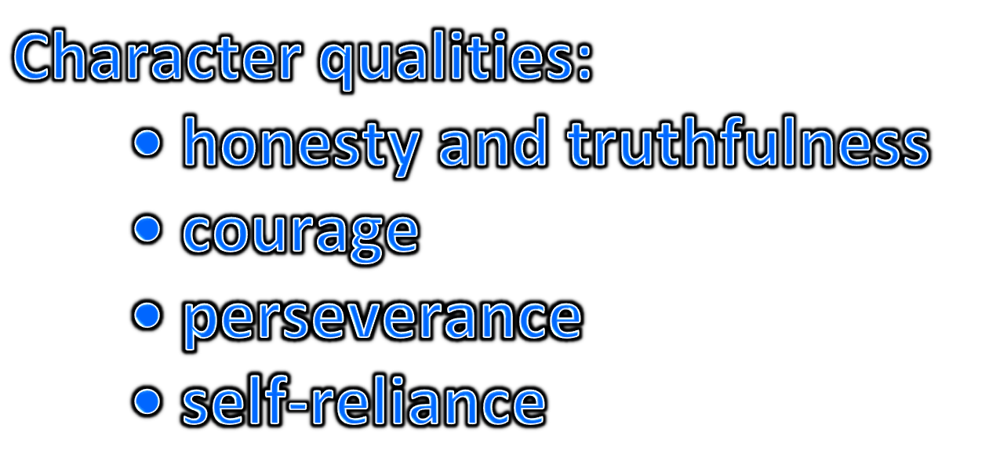 Character qualities:
• honesty and truthfulness
• courage
• perseverance
• self-reliance